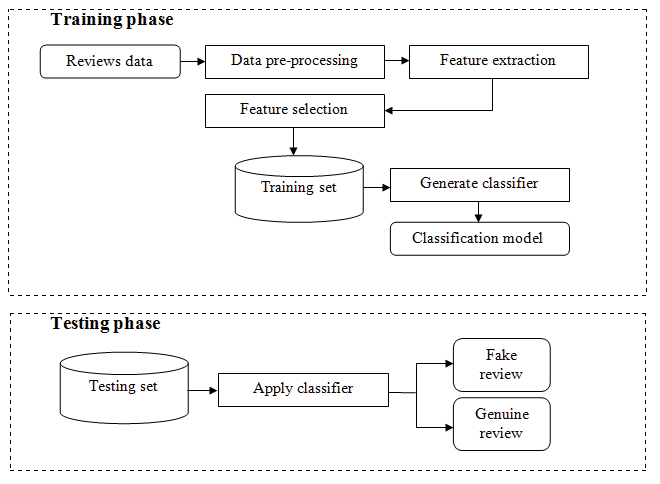 Training phase
Reviews data
Data pre-processing
Feature extraction
Feature selection
Training set
Generate classifier
Classification model
Testing phase
Testing set
Apply classifier
Fake
review
Genuine
review